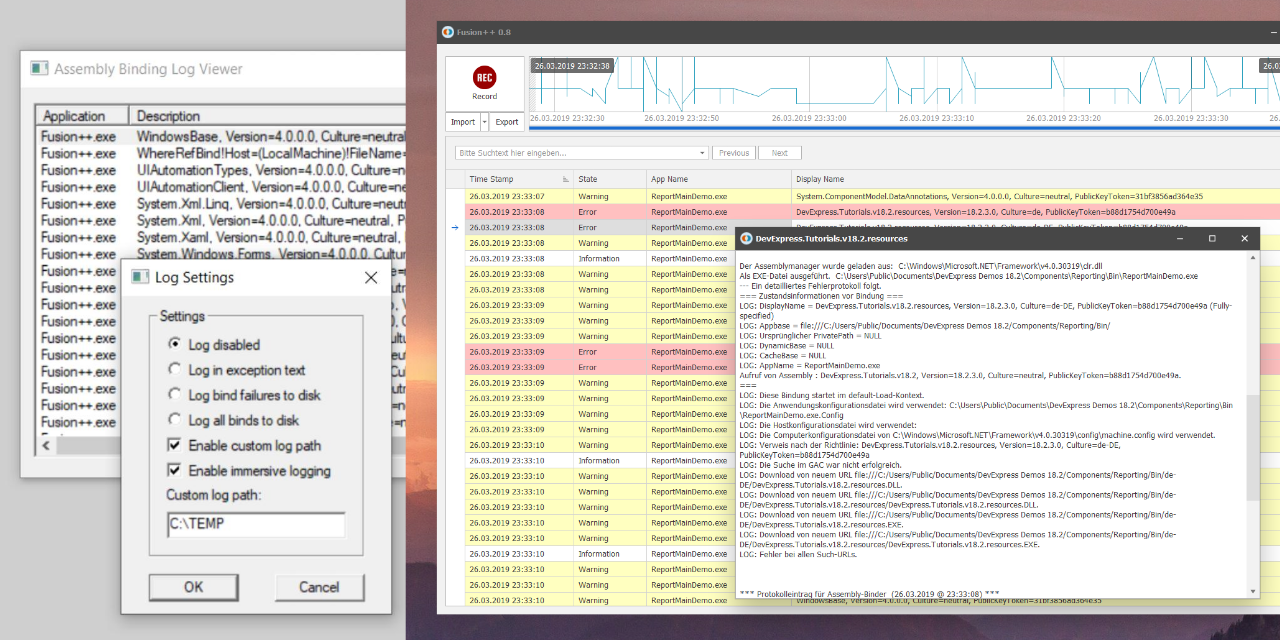 Assembly Binding Log Viewer
Application Description
Fusion++.exe WindowsBase, Version=4.0.0.0, Culture=neutral
Fusion++.exe WhereRefBind!Host=(LocalMachine)!FileName=
Fusion++.exe UIAutomationTypes, Version=4.0.0.0, Culture=n
Fusion++.exe UIAutomationClient, Version=4.0.0.0, Culture=n
Fusion++.exe System.Xml.Linq, Version=4.0.0.0, Culture=neut
Fusion++.exe System.Xml, Version=4.0.0.0, Culture=neutral, P
Fusion++.exe System.Xaml, Version=4.0.0.0, Culture=neutral,
Fusion++.exe System.Windows.Forms, Version=4.0.0.0, Cultur
Fusion++.exe
Fusion++.exe
Fusion++.exe
Fusion++.exe
Fusion++.exe
Fusion++.exe
Fusion++.exe
Fusion++.exe
Fusion++.exe
Fusion++.exe
Log Settings
Settings
Log disabled
Log in exception text
Log bind failures to disk
Log all binds to disk
Enable custom log path
Enable immersive logging
Custom log path:
C:\TEMP
OK Cancel
Fusion++ 0.8
REC
Record
Import Export
26.03.2019 23:32:38 26.0
26.03.2019 23:32:30 26.03.2019 23:32:50 26.03.2019 23:33:00 26.03.2019 23:33:10 26.03.2019 23:33:20 26.03.2019 23:33:30 26
Bitte Suchtext hier eingeben... Previous Next
Time Stamp State App Name Display Name
26.03.2019 23:33:07 Warning ReportMainDemo.exe System.ComponentModel.DataAnnotations, Version=4.0.0.0, Culture=neutral, PublicKeyToken=31bf3856ad364e35
26.03.2019 23:33:08 Error ReportMainDemo.exe DevExpress.Tutorials.v18.2.resources, Version=18.2.3.0, Culture=de, PublicKeyToken=b88d1754d700e49a
26.03.2019 23:33:08 Error ReportMainDemo.exe
26.03.2019 23:33:08 Warning ReportMainDemo.exe
26.03.2019 23:33:08 Information ReportMainDemo.exe
26.03.2019 23:33:08 Warning ReportMainDemo.exe
26.03.2019 23:33:08 Warning ReportMainDemo.exe
26.03.2019 23:33:09 Warning ReportMainDemo.exe
26.03.2019 23:33:09 Warning ReportMainDemo.exe
26.03.2019 23:33:09 Warning ReportMainDemo.exe
26.03.2019 23:33:09 Error ReportMainDemo.exe
26.03.2019 23:33:09 Error ReportMainDemo.exe
26.03.2019 23:33:09 Warning ReportMainDemo.exe
26.03.2019 23:33:09 Warning ReportMainDemo.exe
26.03.2019 23:33:09 Warning ReportMainDemo.exe
26.03.2019 23:33:09 Warning ReportMainDemo.exe
26.03.2019 23:33:10 Warning ReportMainDemo.exe
26.03.2019 23:33:10 Information ReportMainDemo.exe
26.03.2019 23:33:10 Warning ReportMainDemo.exe
26.03.2019 23:33:10 Warning ReportMainDemo.exe
26.03.2019 23:33:10 Warning ReportMainDemo.exe
26.03.2019 23:33:10 Warning ReportMainDemo.exe
26.03.2019 23:33:10 Warning ReportMainDemo.exe
26.03.2019 23:33:10 Information ReportMainDemo.exe
26.03.2019 23:33:10 Warning ReportMainDemo.exe
26.03.2019 23:33:10 Warning ReportMainDemo.exe
26.03.2019 23:33:10 Warning ReportMainDemo.exe WindowsBase, Version=4.0.0.0, Culture=neutral, PublicKeyToken=31bf3856ad364e35
DevExpress.Tutorials.v18.2.resources
Der Assemblymanager wurde geladen aus: C:\Windows\Microsoft.NET\Framework\v4.0.30319\clr.dll
Als EXE-Datei ausgeführt. C:\Users\Public\Documents\DevExpress Demos 18.2\Components\Reporting\Bin\ReportMainDemo.exe
--- Ein detailliertes Fehlerprotokoll folgt.
=== Zustandsinformationen vor Bindung ===
LOG: DisplayName = DevExpress.Tutorials.v18.2.resources, Version=18.2.3.0, Culture=de-DE, PublicKeyToken=b88d1754d700e49a (Fully-
specified)
LOG: Appbase = file:///C:/Users/Public/Documents/DevExpress Demos 18.2/Components/Reporting/Bin/
LOG: Ursprünglicher PrivatePath = NULL
LOG: DynamicBase = NULL
LOG: CacheBase = NULL
LOG: AppName = ReportMainDemo.exe
Aufruf von Assembly : DevExpress.Tutorials.v18.2, Version=18.2.3.0, Culture=neutral, PublicKeyToken=b88d1754d700e49a.
===
LOG: Diese Bindung startet im default-Load-Kontext.
LOG: Die Anwendungskonfigurationsdatei wird verwendet: C:\Users\Public\Documents\DevExpress Demos 18.2\Components\Reporting\Bin
\ReportMainDemo.exe.Config
LOG: Die Hostkonfigurationsdatei wird verwendet:
LOG: Die Computerkonfigurationsdatei von C:\Windows\Microsoft.NET\Framework\v4.0.30319\config\machine.config wird verwendet.
LOG: Verweis nach der Richtlinie: DevExpress.Tutorials.v18.2.resources, Version=18.2.3.0, Culture=de-DE,
PublicKeyToken=b88d1754d700e49a
LOG: Die Suche im GAC war nicht erfolgreich.
LOG: Download von neuem URL file:///C:/Users/Public/Documents/DevExpress Demos 18.2/Components/Reporting/Bin/de-
DE/DevExpress.Tutorials.v18.2.resources.DLL.
LOG: Download von neuem URL file:///C:/Users/Public/Documents/DevExpress Demos 18.2/Components/Reporting/Bin/de-
DE/DevExpress.Tutorials.v18.2.resources/DevExpress.Tutorials.v18.2.resources.DLL.
LOG: Download von neuem URL file:///C:/Users/Public/Documents/DevExpress Demos 18.2/Components/Reporting/Bin/de-
DE/DevExpress.Tutorials.v18.2.resources.EXE.
LOG: Download von neuem URL file:///C:/Users/Public/Documents/DevExpress Demos 18.2/Components/Reporting/Bin/de-
DE/DevExpress.Tutorials.v18.2.resources/DevExpress.Tutorials.v18.2.resources.EXE.
LOG: Fehler bei allen Such-URLs.
*** Protokolleintrag für Assembly-Binder (26.03.2019 @ 23:33:08) ***